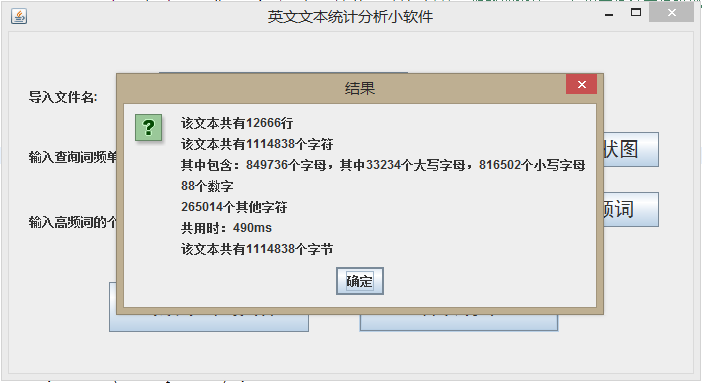 英文文本统计分析小软件
结果
导入文件名:
该文本共有12666行
该文本共有1114838个字符
其中包含：849736个字母，其中33234个大写字母，816502个小写字母
88个数字
265014个其他字符
共用时：490ms
该文本共有1114838个字节
输入查询词频单
状图
输入高频词的个
频词
确定